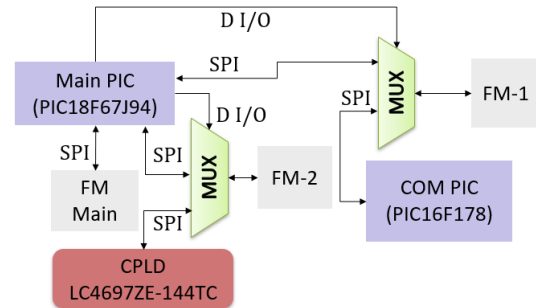 D I/O
SPI
Main PIC
(PIC18F67J94)
MUX
FM-1
SPI
D I/O
SPI
SPI
FM
Main
MUX
FM-2
SPI
COM PIC
(PIC16F178)
CPLD
LC4697ZE-144TC